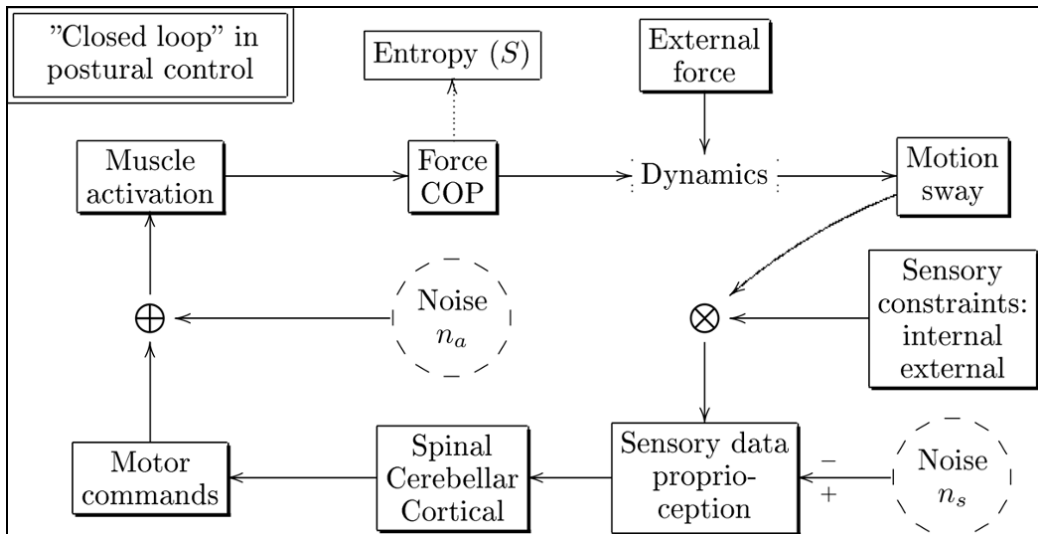 "Closed loop" in
postural control
Entropy (S)
External
force
Muscle
activation
Force
COP
Dynamics
Motion
sway
Noise
n_a
Sensory
constraints:
internal
external
Motor
commands
Spinal
Cerebellar
Cortical
Sensory data
proprio-
ception
−
+
Noise
n_s